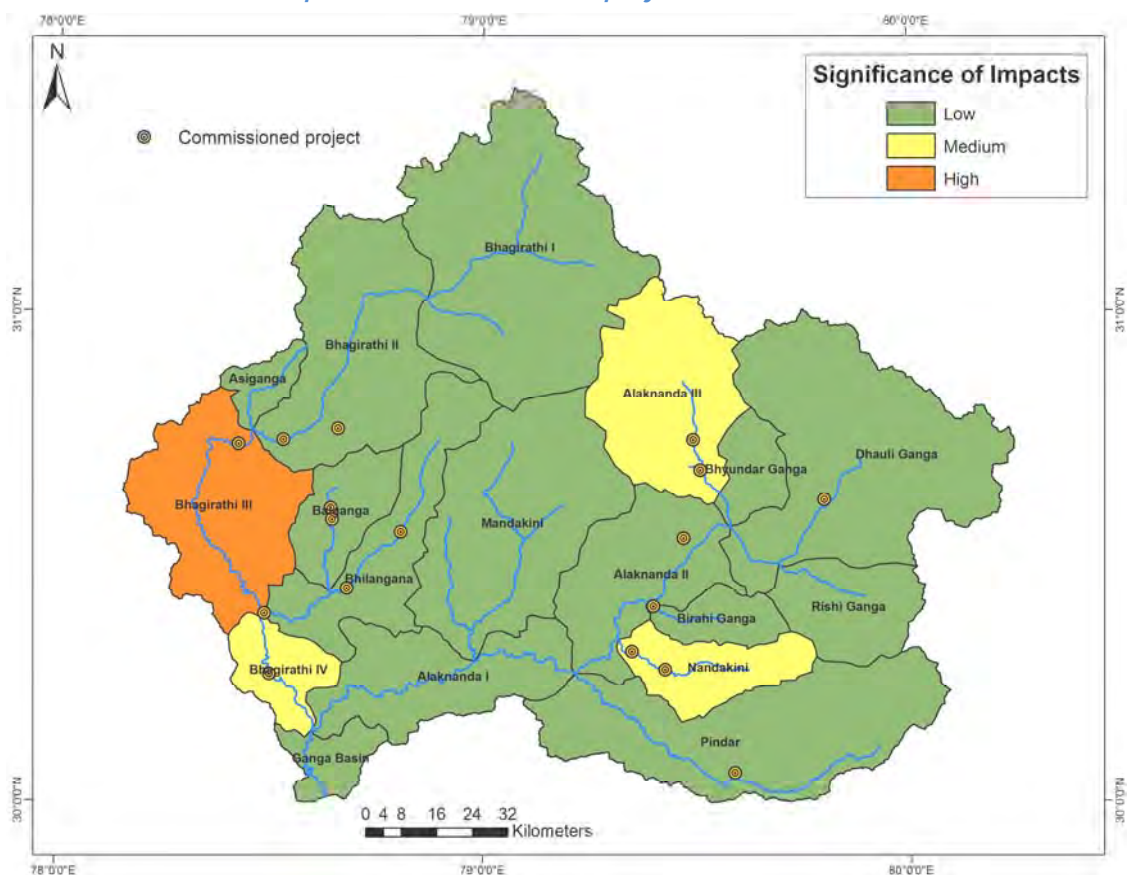 78°0'0"E
79°0'0"E
80°0'0"E
N
Significance of Impacts
Low
Medium
High
Commissioned project
31°0'0"N
31°0'0"N
Bhagirathi I
Bhagirathi II
Asiganga
Alaknanda III
Bhagirathi III
Balganga
Bhyundar Ganga
Dhauli Ganga
Mandakini
Bhilangana
Alaknanda II
Rishi Ganga
Birahi Ganga
Bhagirathi IV
Alaknanda I
Nandakini
Pindar
Ganga Basin
30°0'0"N
30°0'0"N
0 4 8 16 24 32
Kilometers
78°0'0"E
79°0'0"E
80°0'0"E